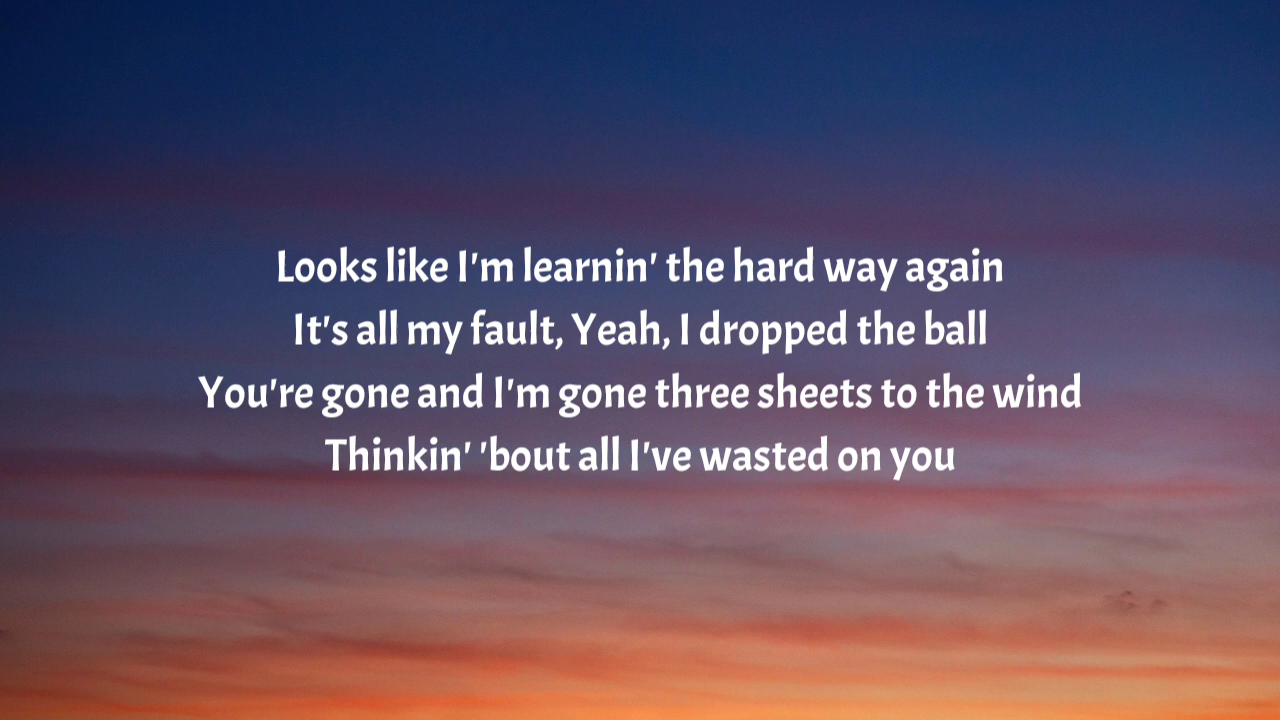 Looks like I'm learnin' the hard way again
It's all my fault, Yeah, I dropped the ball
You're gone and I'm gone three sheets to the wind
Thinkin' 'bout all I've wasted on you